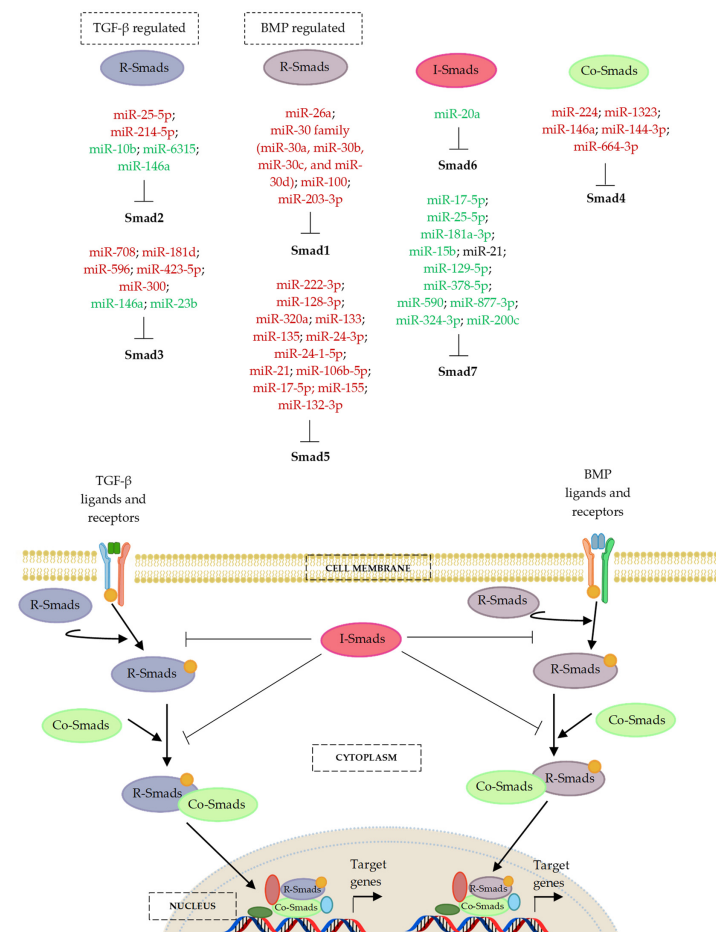 TGF-β regulated
R-Smads
miR-25-5p;
miR-214-5p;
miR-10b; miR-6315;
miR-146a
Smad2
miR-708; miR-181d;
miR-596; miR-423-5p;
miR-300;
miR-146a; miR-23b
Smad3
BMP regulated
R-Smads
miR-26a;
miR-30 family
(miR-30a, miR-30b,
miR-30c, and miR-
30d); miR-100;
miR-203-3p
Smad1
miR-222-3p;
miR-128-3p;
miR-320a; miR-133;
miR-135; miR-24-3p;
miR-24-1-5p;
miR-21; miR-106b-5p;
miR-17-5p; miR-155;
miR-132-3p
Smad5
I-Smads
miR-20a
Smad6
miR-17-5p;
miR-25-5p;
miR-181a-3p;
miR-15b; miR-21;
miR-129-5p;
miR-378-5p;
miR-590; miR-877-3p;
miR-324-3p; miR-200c
Smad7
Co-Smads
miR-224; miR-1323;
miR-146a; miR-144-3p;
miR-664-3p
Smad4
TGF-β
ligands and
receptors
BMP
ligands and
receptors
CELL MEMBRANE
R-Smads
R-Smads
I-Smads
R-Smads
R-Smads
Co-Smads
Co-Smads
CYTOPLASM
R-Smads
Co-Smads
R-Smads
Co-Smads
Target
genes
Target
genes
R-Smads
Co-Smads
R-Smads
Co-Smads
NUCLEUS